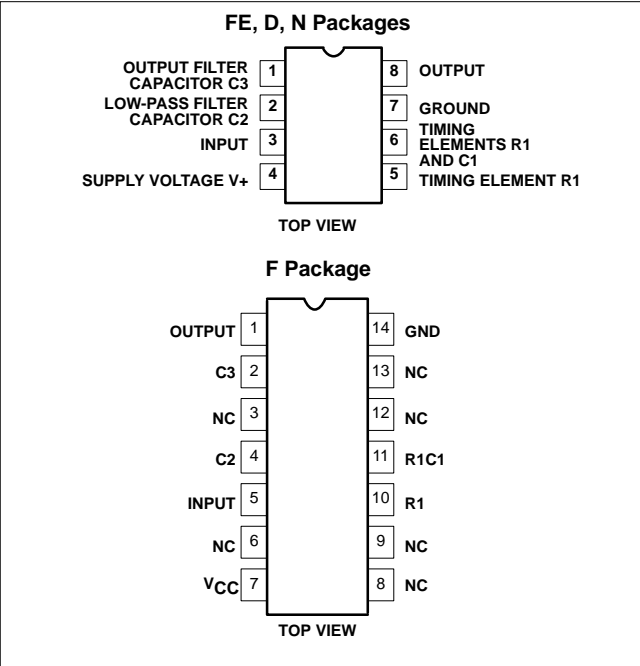 FE, D, N Packages
OUTPUT FILTER
CAPACITOR C3
1
8
OUTPUT
LOW-PASS FILTER
CAPACITOR C2
2
7
GROUND
INPUT
3
6
TIMING
ELEMENTS R1
AND C1
SUPPLY VOLTAGE V+
4
5
TIMING ELEMENT R1
TOP VIEW
F Package
OUTPUT 1
14 GND
C3 2
13 NC
NC 3
12 NC
C2 4
11 R1C1
INPUT 5
10 R1
NC 6
9 NC
VCC 7
8 NC
TOP VIEW